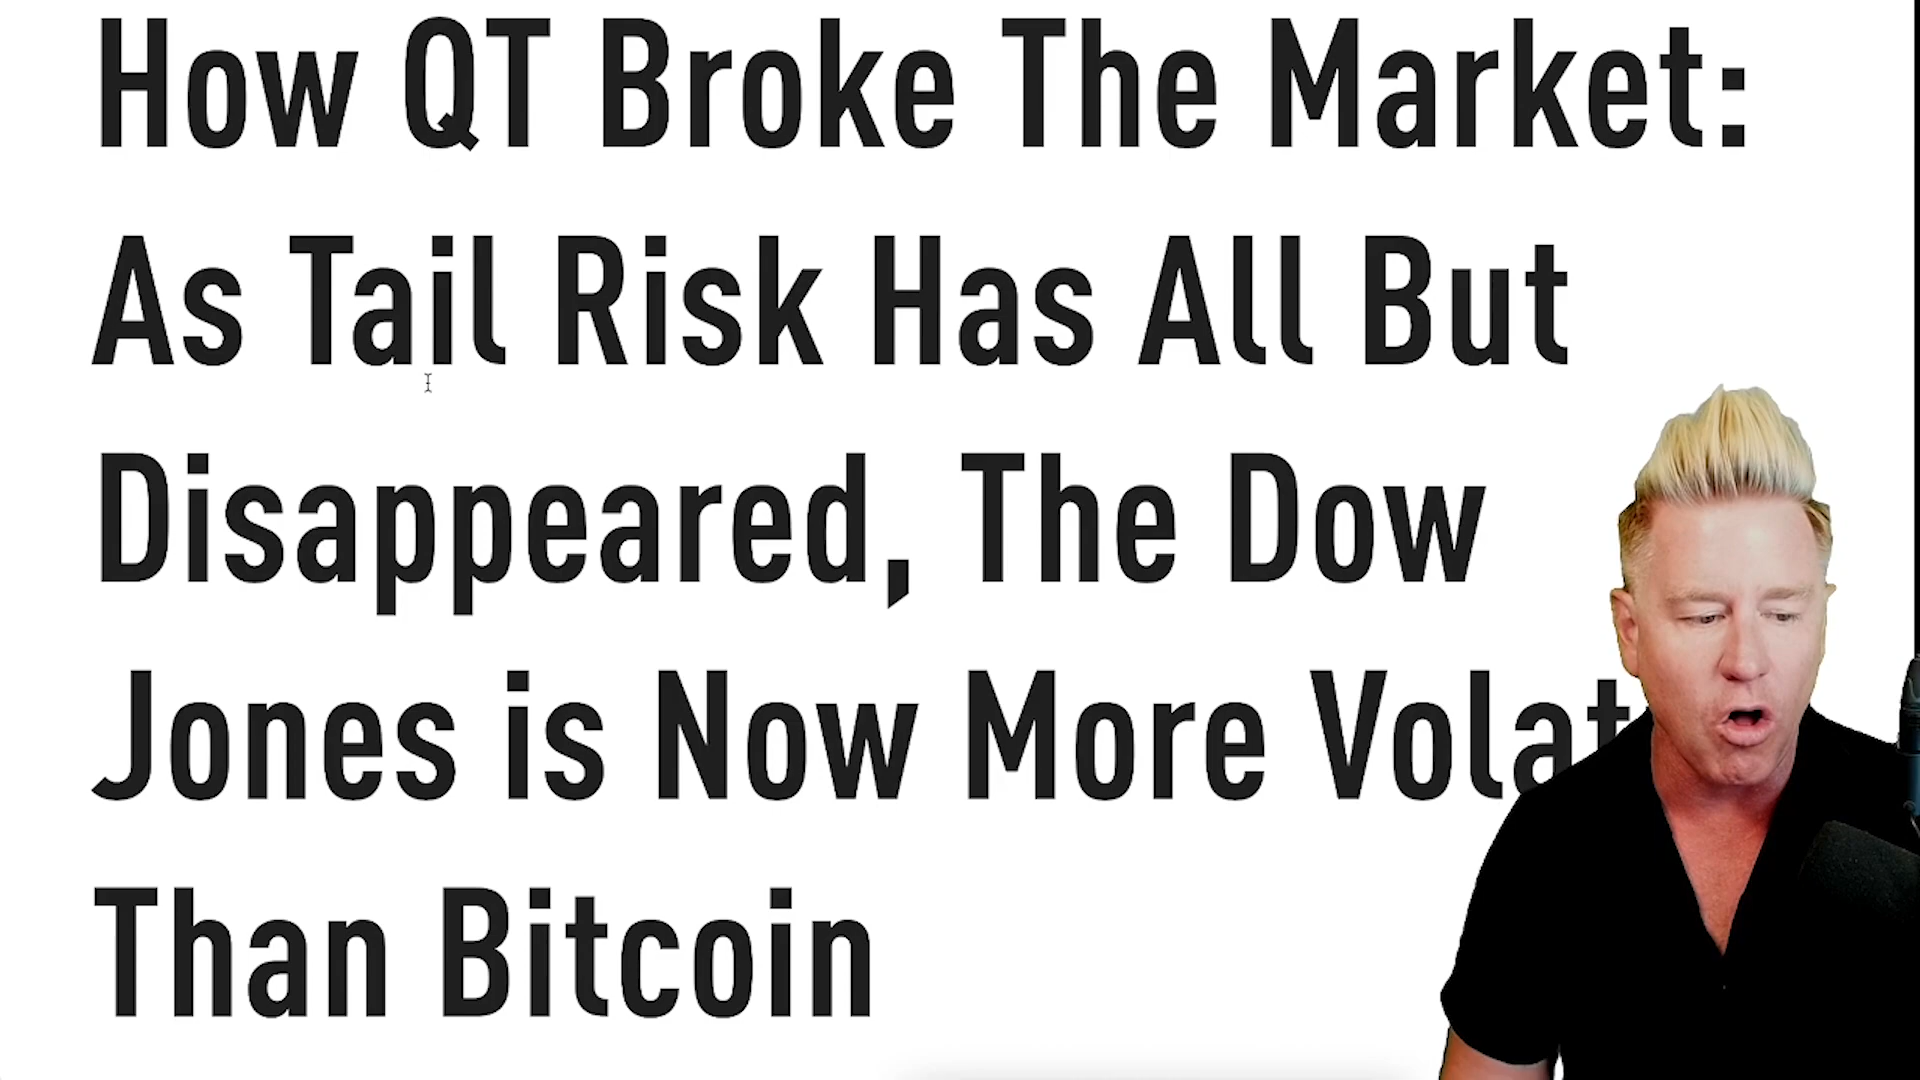 How QT Broke The Market:
As Tail Risk Has All But
Disappeared, The Dow
Jones is Now More
Than Bitcoin